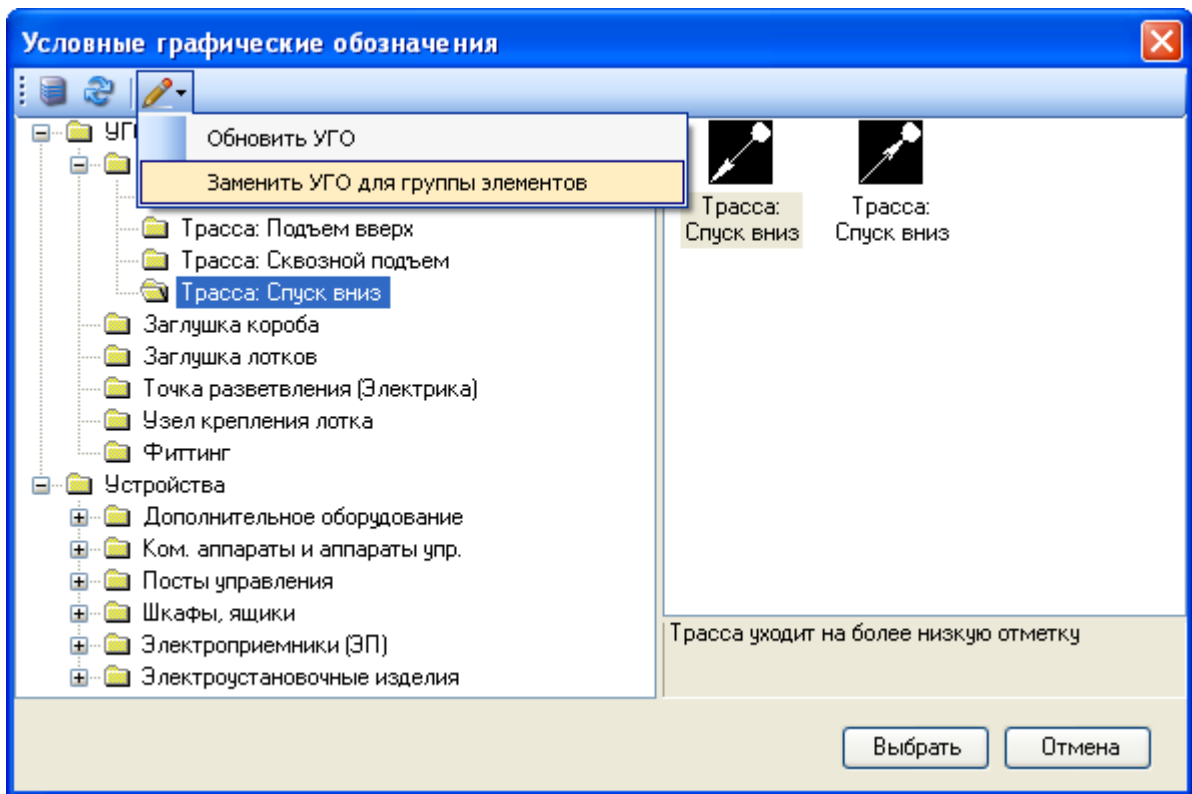 Условные графические обозначения
Обновить УГО
Заменить УГО для группы элементов
Трасса: Подъем вверх
Трасса: Сквозной подъем
Трасса: Спуск вниз
Заглушка короба
Заглушка лотков
Точка разветвления (Электрика)
Узел крепления лотка
Фиттинг
Устройства
Дополнительное оборудование
Ком. аппараты и аппараты упр.
Посты управления
Шкафы, ящики
Электроприемники (ЭП)
Электроустановочные изделия
Трасса:
Спуск вниз
Трасса:
Спуск вниз
Трасса уходит на более низкую отметку
Выбрать
Отмена